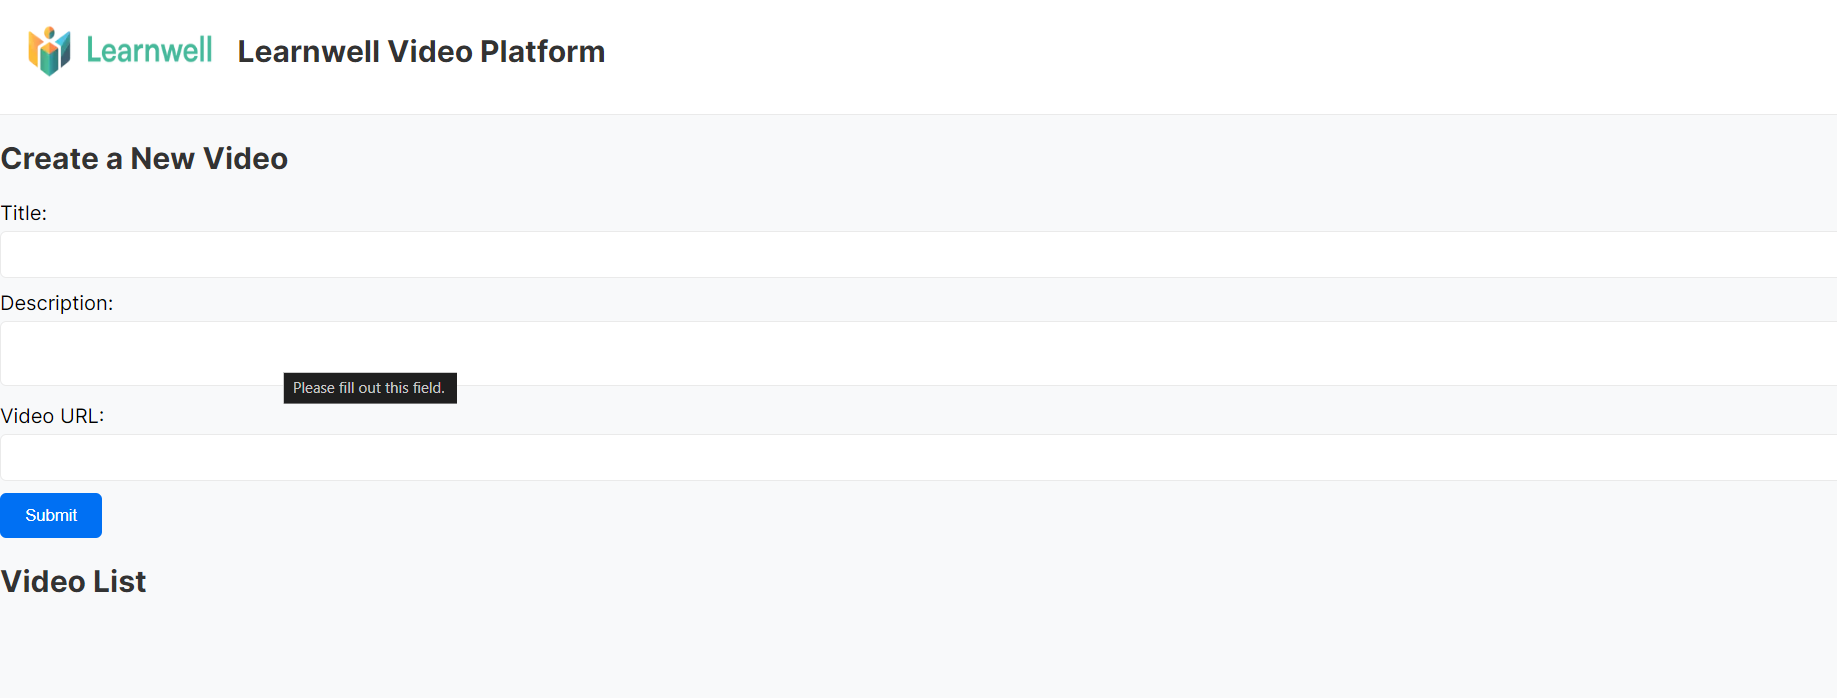 Learnwell Learnwell Video Platform
Create a New Video
Title:
Description:
Please fill out this field.
Video URL:
Submit
Video List